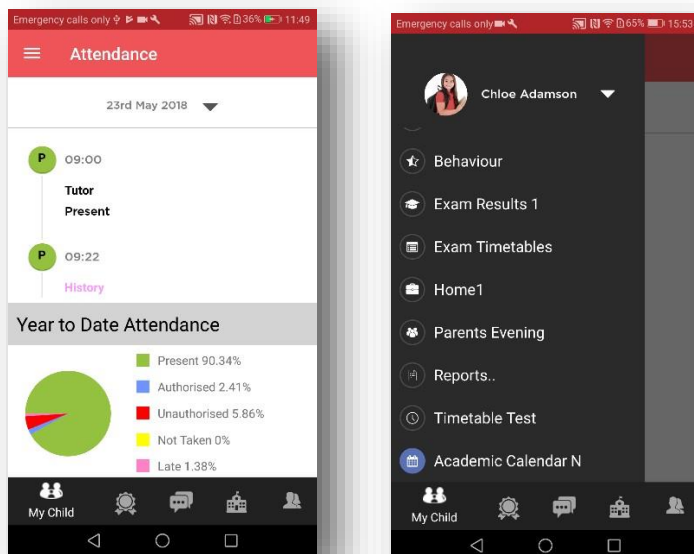 Emergency calls only 36% 11:49
Attendance
23rd May 2018
P 09:00
Tutor
Present
P 09:22
History
Year to Date Attendance
Present 90.34%
Authorised 2.41%
Unauthorised 5.86%
Not Taken 0%
Late 1.38%
My Child
Emergency calls only 65% 15:53
Chloe Adamson
Behaviour
Exam Results 1
Exam Timetables
Home1
Parents Evening
Reports..
Timetable Test
Academic Calendar N
My Child